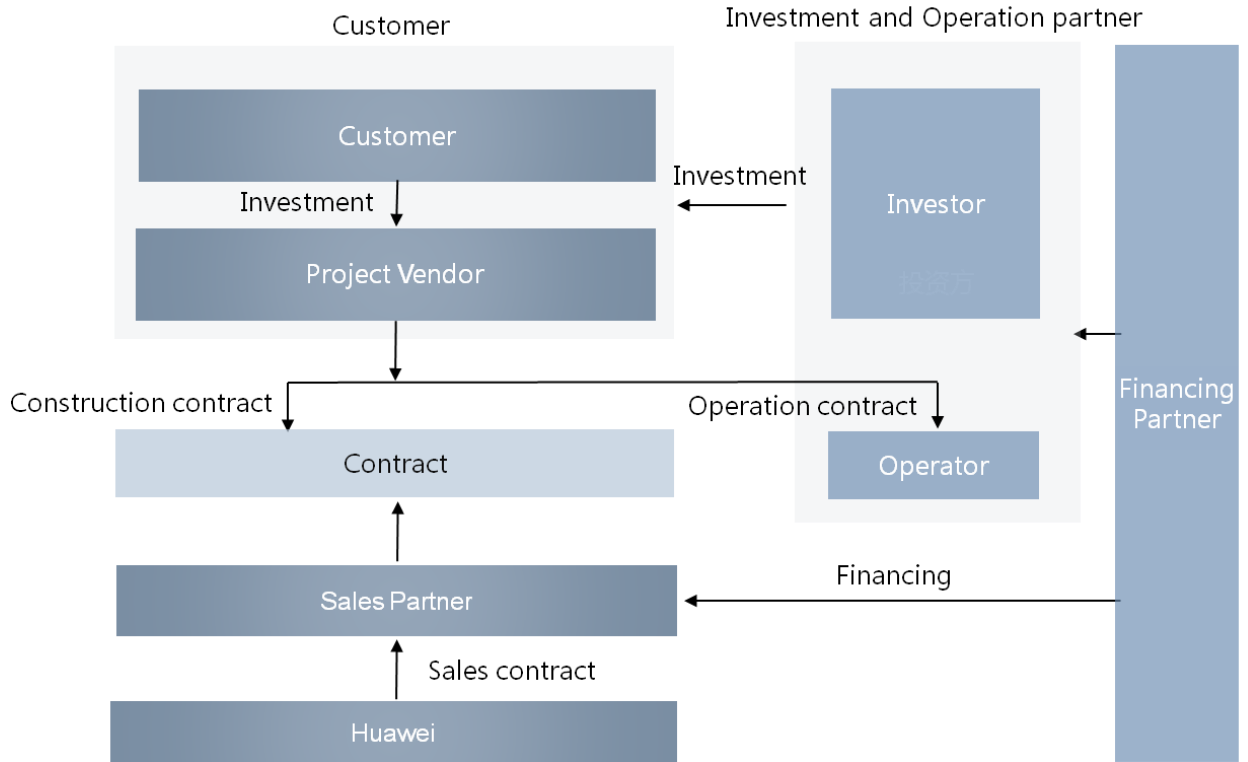 Customer
Investment and Operation partner
Customer
Investment
Project Vendor
Investment
Investor
投资方
Financing
Partner
Construction contract
Operation contract
Contract
Operator
Sales Partner
Financing
Sales contract
Huawei